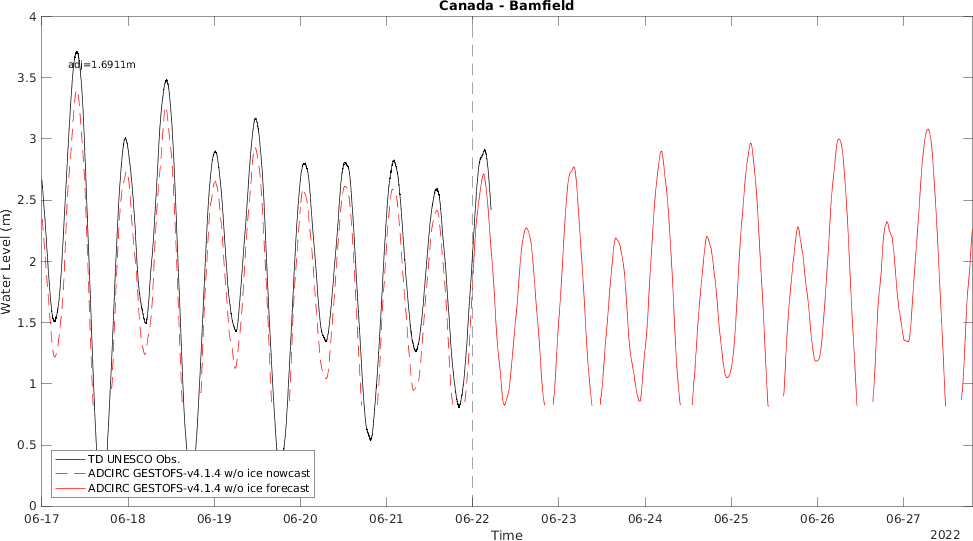 Canada - Bamfield
4
3.5
3
2.5
2
1.5
1
0.5
0
Water Level (m)
adj=1.6911m
TD UNESCO Obs.
ADCIRC GESTOFS-v4.1.4 w/o ice nowcast
ADCIRC GESTOFS-v4.1.4 w/o ice forecast
06-17 06-18 06-19 06-20 06-21 06-22 06-23 06-24 06-25 06-26 06-27
Time
2022